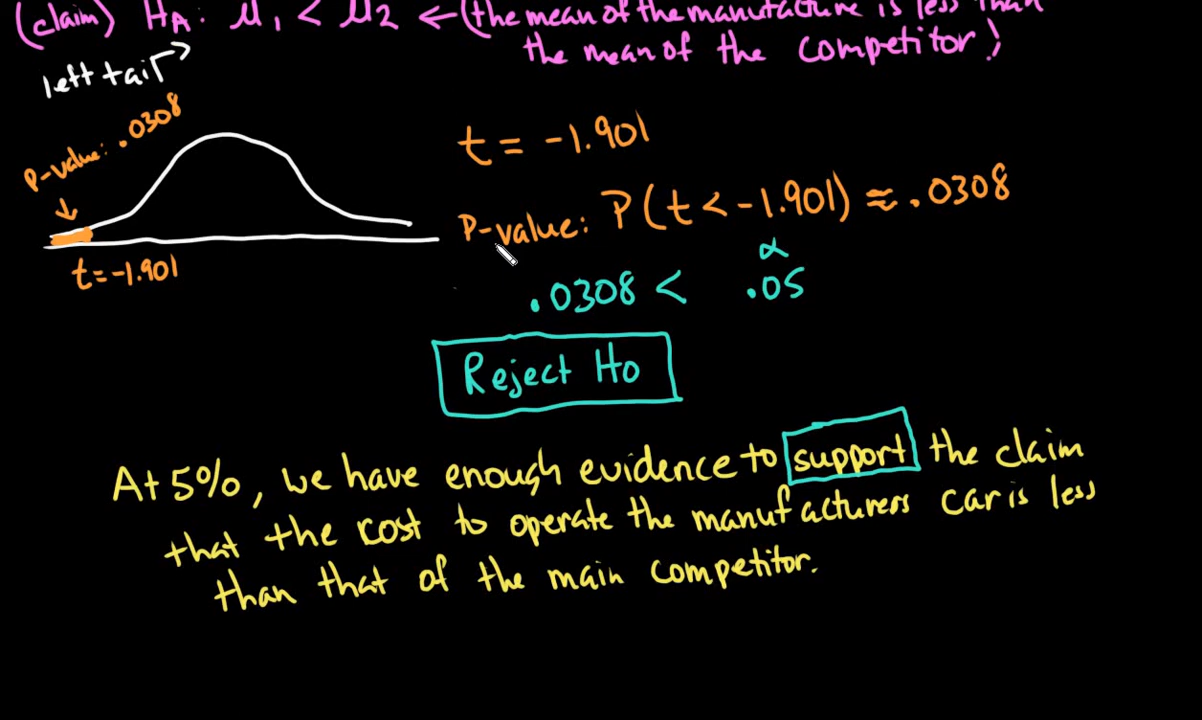 (claim) HA: μ1 < μ2 ← (the mean of the manufacture is less than
the mean of the competitor)
left tail →
P-value: .0308
t = -1.901
t = -1.901
P-value: P(t < -1.901) ≈ .0308
α
.0308 < .05
Reject Ho
At 5%, we have enough evidence to support the claim
that the cost to operate the manufacturers car is less
than that of the main competitor.